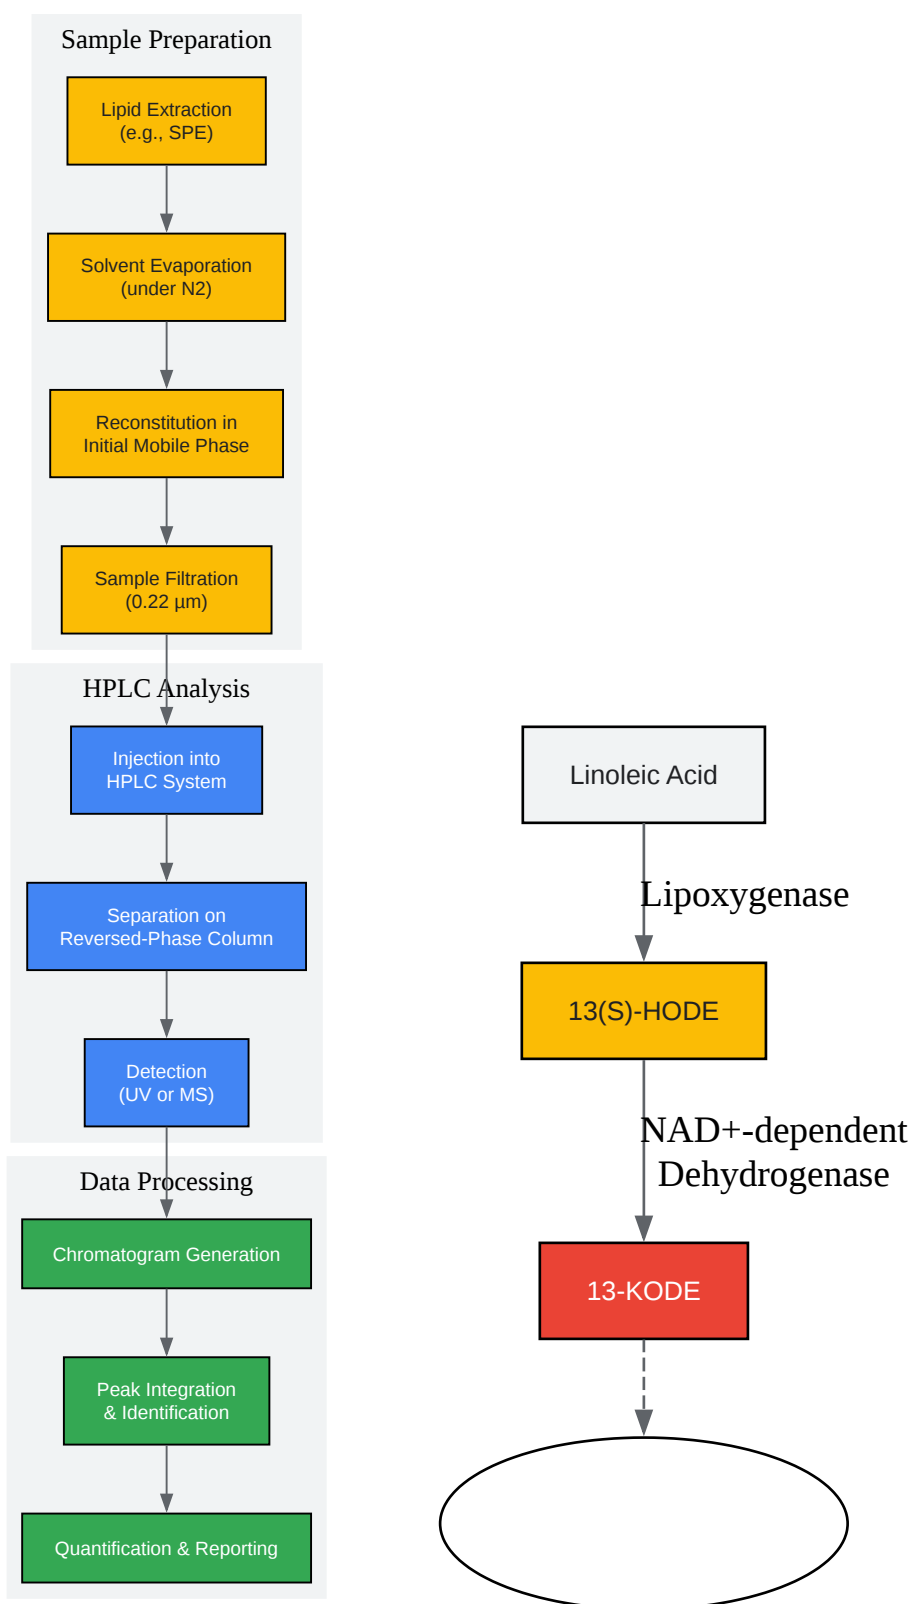 Sample Preparation
Lipid Extraction
(e.g., SPE)
Solvent Evaporation
(under N2)
Reconstitution in
Initial Mobile Phase
Sample Filtration
(0.22 µm)
HPLC Analysis
Injection into
HPLC System
Separation on
Reversed-Phase Column
Detection
(UV or MS)
Data Processing
Chromatogram Generation
Peak Integration
& Identification
Quantification & Reporting
Linoleic Acid
Lipoxygenase
13(S)-HODE
NAD+-dependent
Dehydrogenase
13-KODE